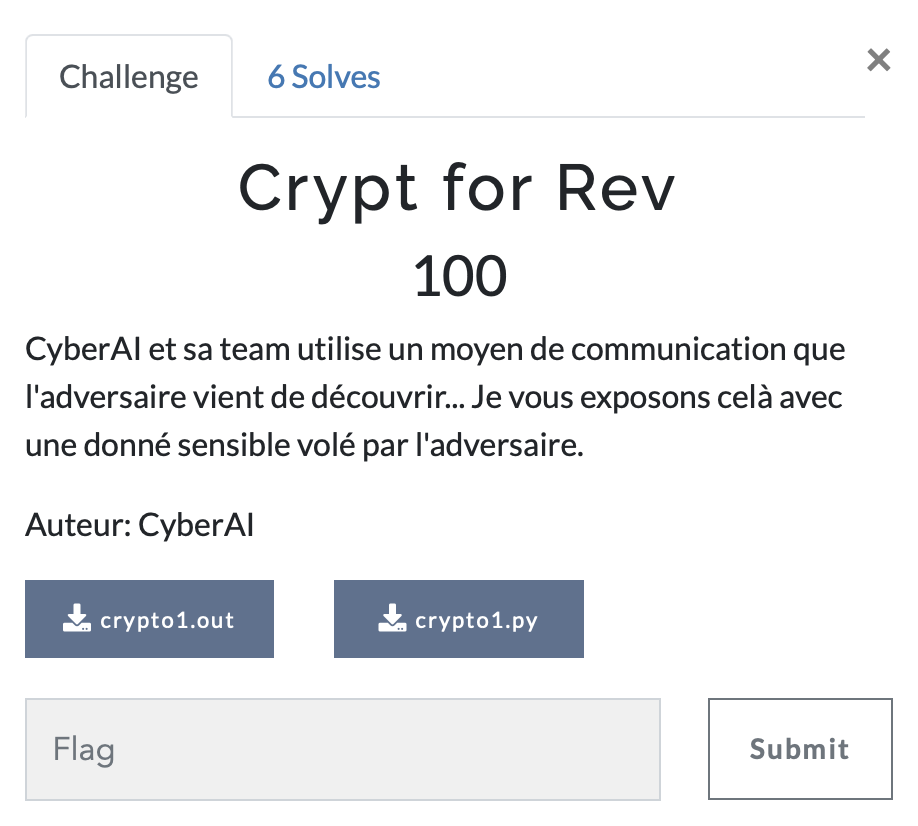 Challenge
6 Solves
×
Crypt for Rev
100
CyberAI et sa team utilise un moyen de communication que
l'adversaire vient de découvrir... Je vous exposons celà avec
une donné sensible volé par l'adversaire.
Auteur: CyberAI
crypto1.out
crypto1.py
Flag
Submit